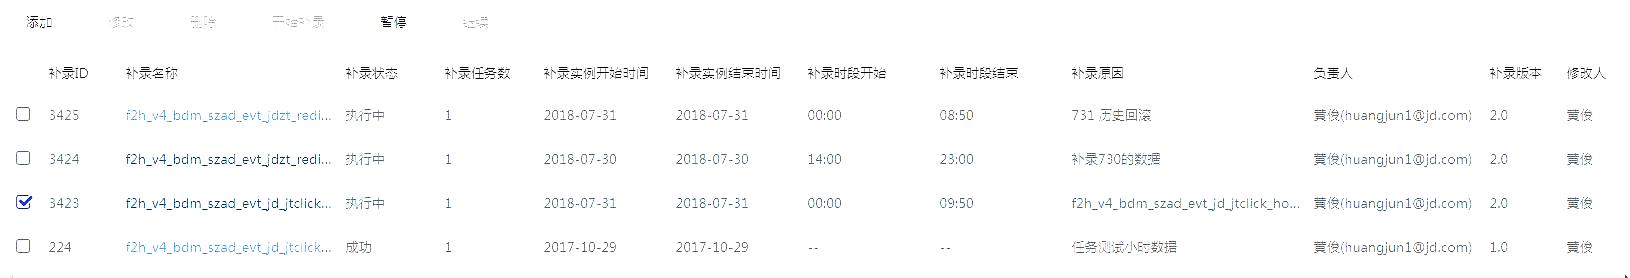 添加 修改 删除 开始补录 暂停 继续
补录ID 补录名称 补录状态 补录任务数 补录实例开始时间 补录实例结束时间 补录时段开始 补录时段结束 补录原因 负责人 补录版本 修改人
3425 f2h_v4_bdm_szad_evt_jdzt_redi... 执行中 1 2018-07-31 2018-07-31 00:00 08:50 731 历史回滚 黄俊(huangjun1@jd.com) 2.0 黄俊
3424 f2h_v4_bdm_szad_evt_jdzt_redi... 执行中 1 2018-07-30 2018-07-30 14:00 23:00 补录730的数据 黄俊(huangjun1@jd.com) 2.0 黄俊
3423 f2h_v4_bdm_szad_evt_jd_jtclick... 执行中 1 2018-07-31 2018-07-31 00:00 09:50 f2h_v4_bdm_szad_evt_jd_jtclick_ho... 黄俊(huangjun1@jd.com) 2.0 黄俊
224 f2h_v4_bdm_szad_evt_jd_jtclick... 成功 1 2017-10-29 2017-10-29 -- -- 任务测试小时数据 黄俊(huangjun1@jd.com) 1.0 黄俊